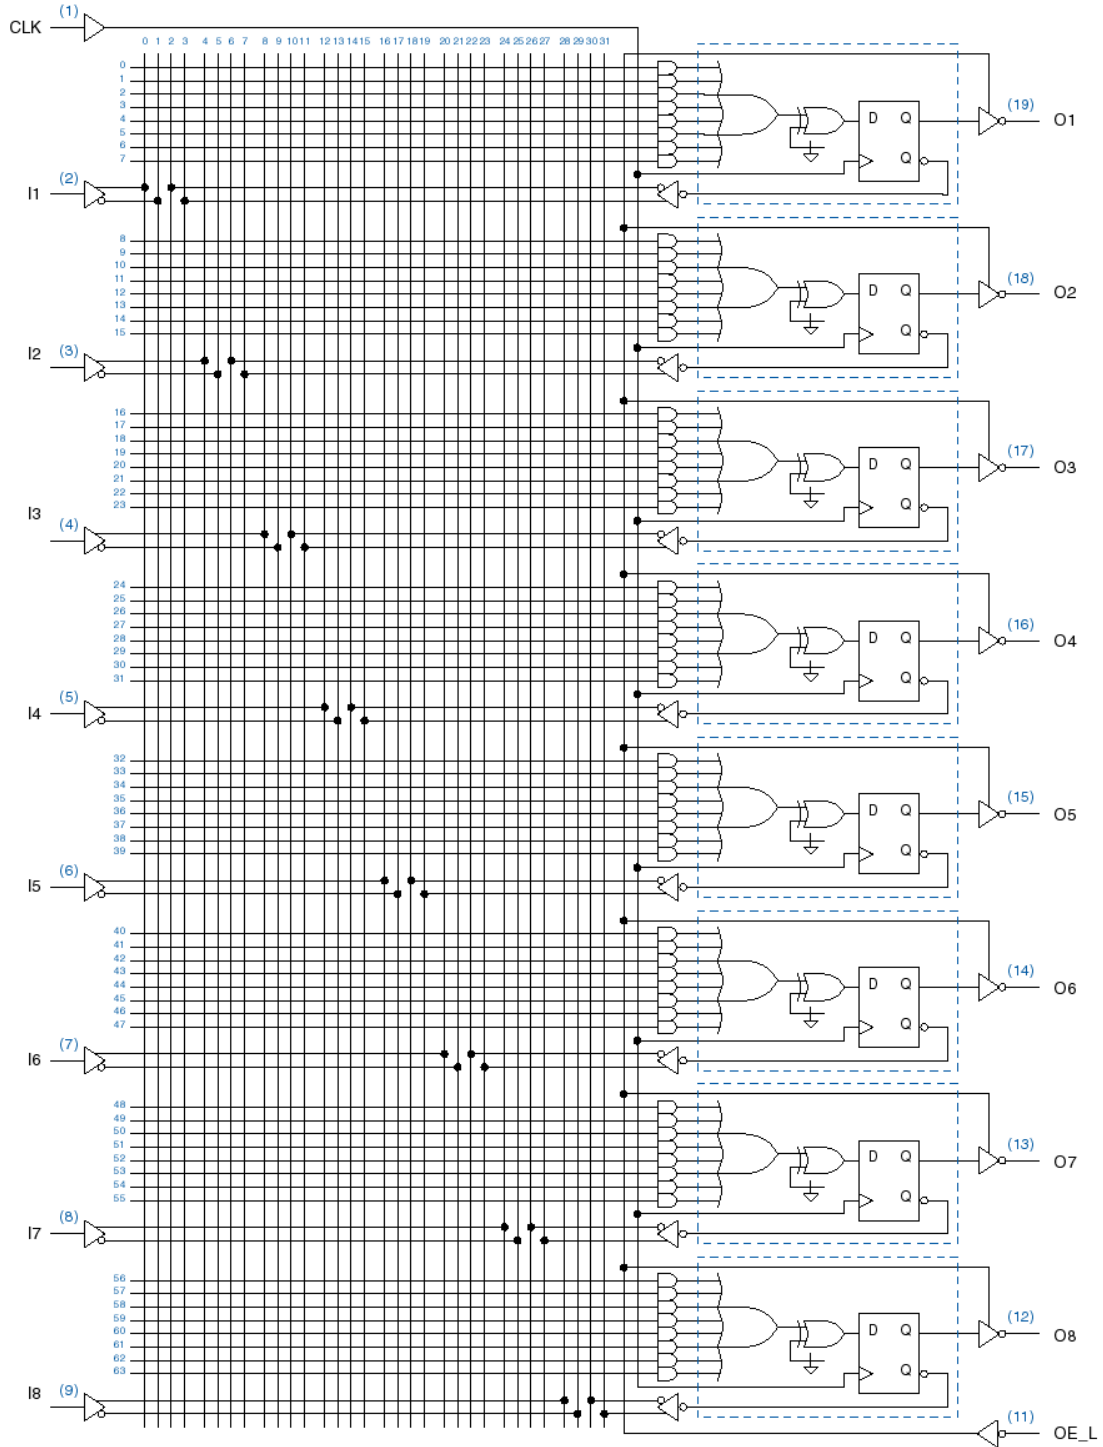 CLK (1)
0 1 2 3 4 5 6 7 8 9 10 11 12 13 14 15 16 17 18 19 20 21 22 23 24 25 26 27 28 29 30 31
0
1
2
3
4
5
6
7
D Q
Q
(19) O1
I1 (2)
8
9
10
11
12
13
14
15
D Q
Q
(18) O2
I2 (3)
16
17
18
19
20
21
22
23
D Q
Q
(17) O3
I3 (4)
24
25
26
27
28
29
30
31
D Q
Q
(16) O4
I4 (5)
32
33
34
35
36
37
38
39
D Q
Q
(15) O5
I5 (6)
40
41
42
43
44
45
46
47
D Q
Q
(14) O6
I6 (7)
48
49
50
51
52
53
54
55
D Q
Q
(13) O7
I7 (8)
56
57
58
59
60
61
62
63
D Q
Q
(12) O8
I8 (9)
(11) OE_L